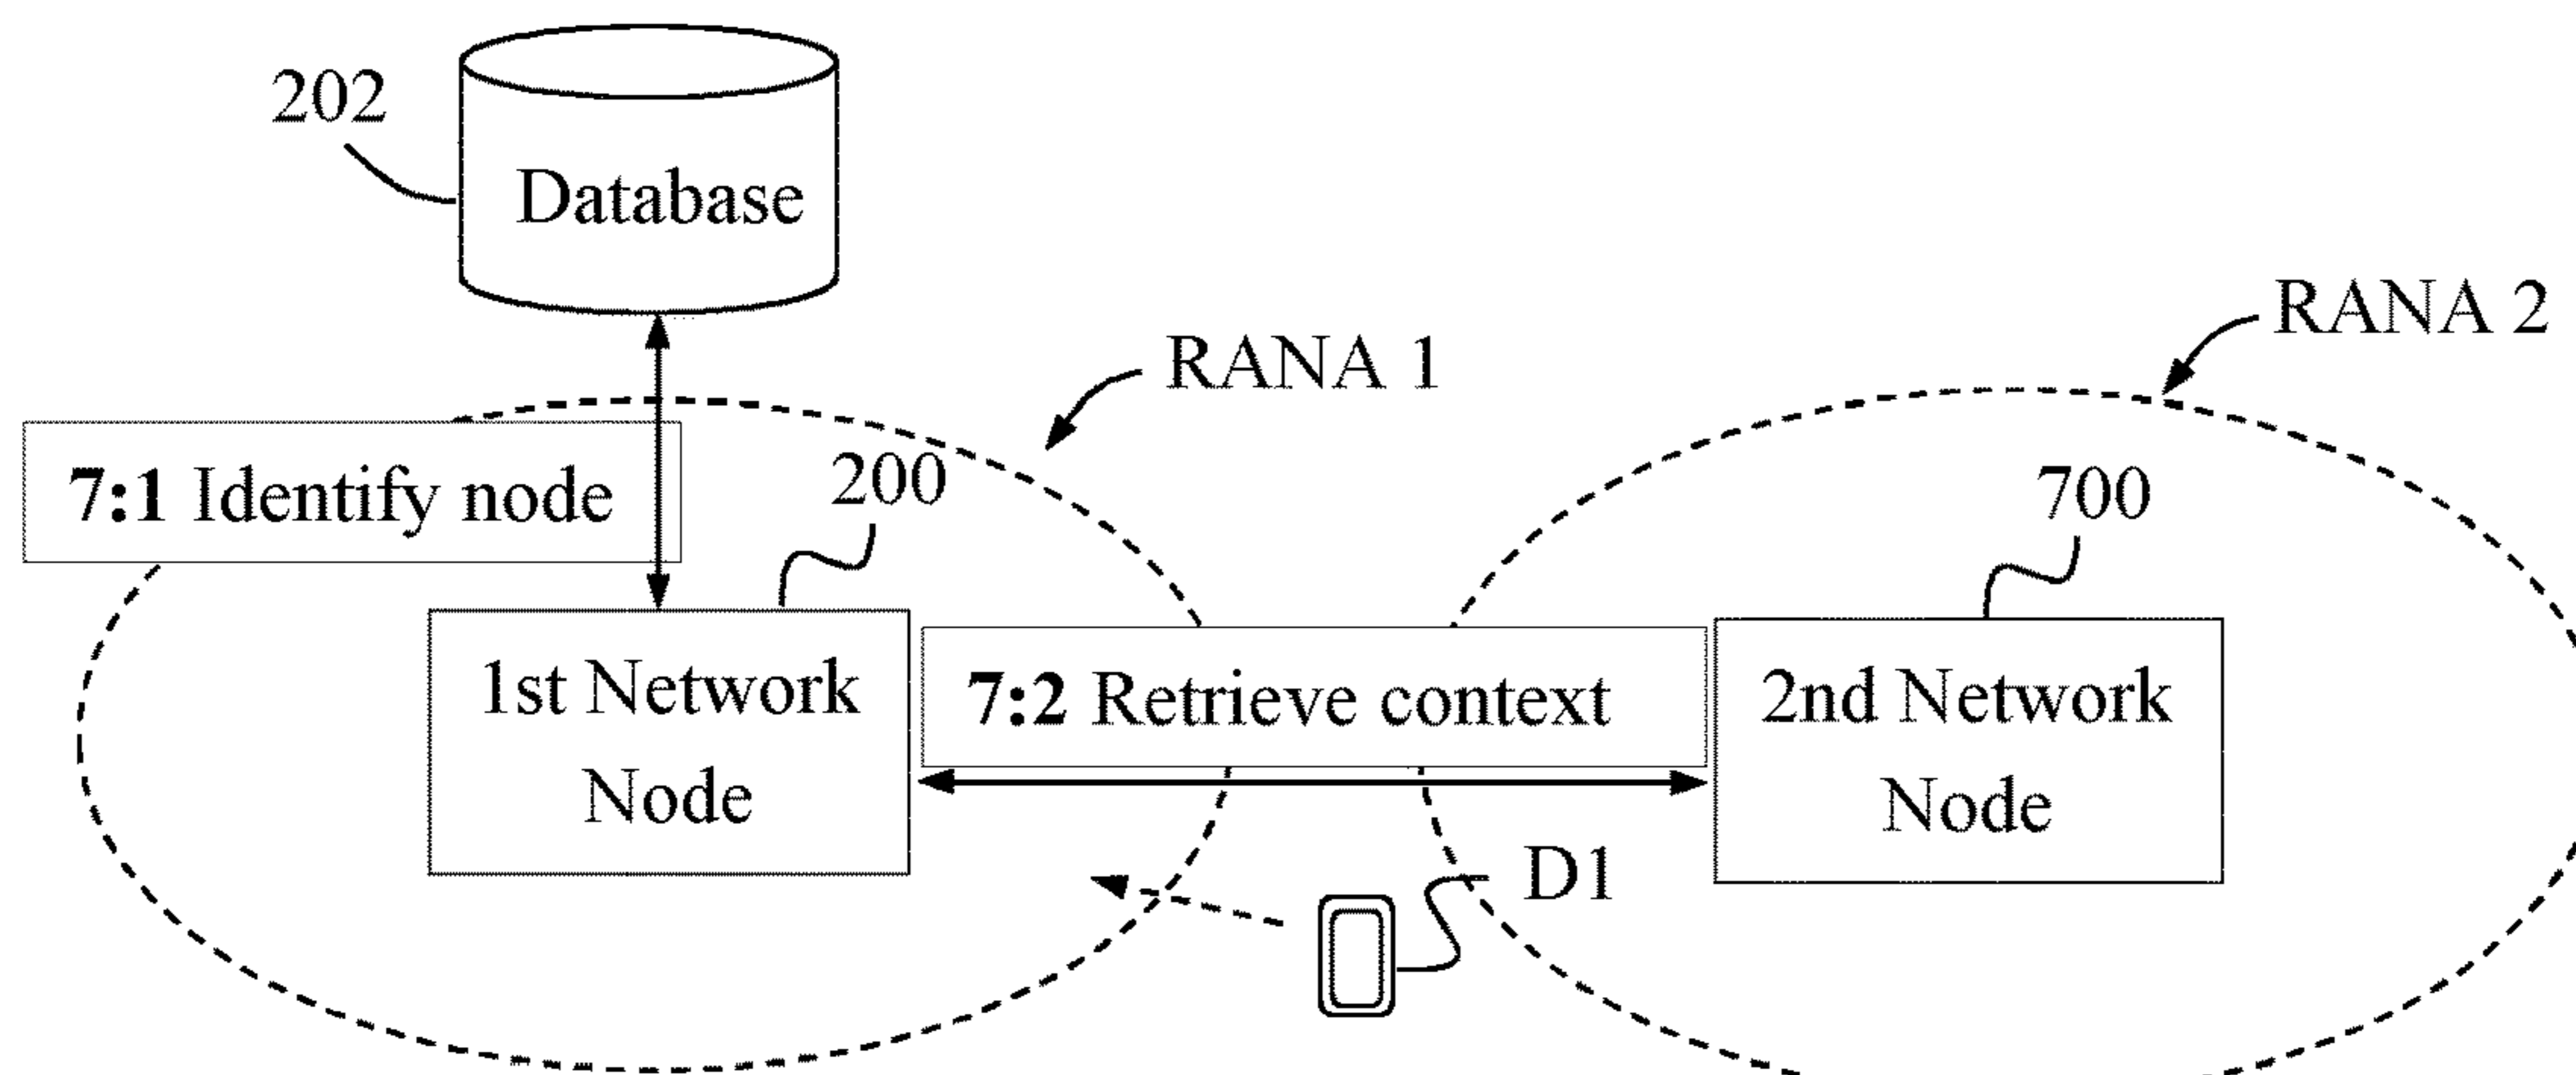 202
Database
RANA 1
RANA 2
7:1 Identify node
200
700
1st Network
Node
7:2 Retrieve context
2nd Network
Node
D1